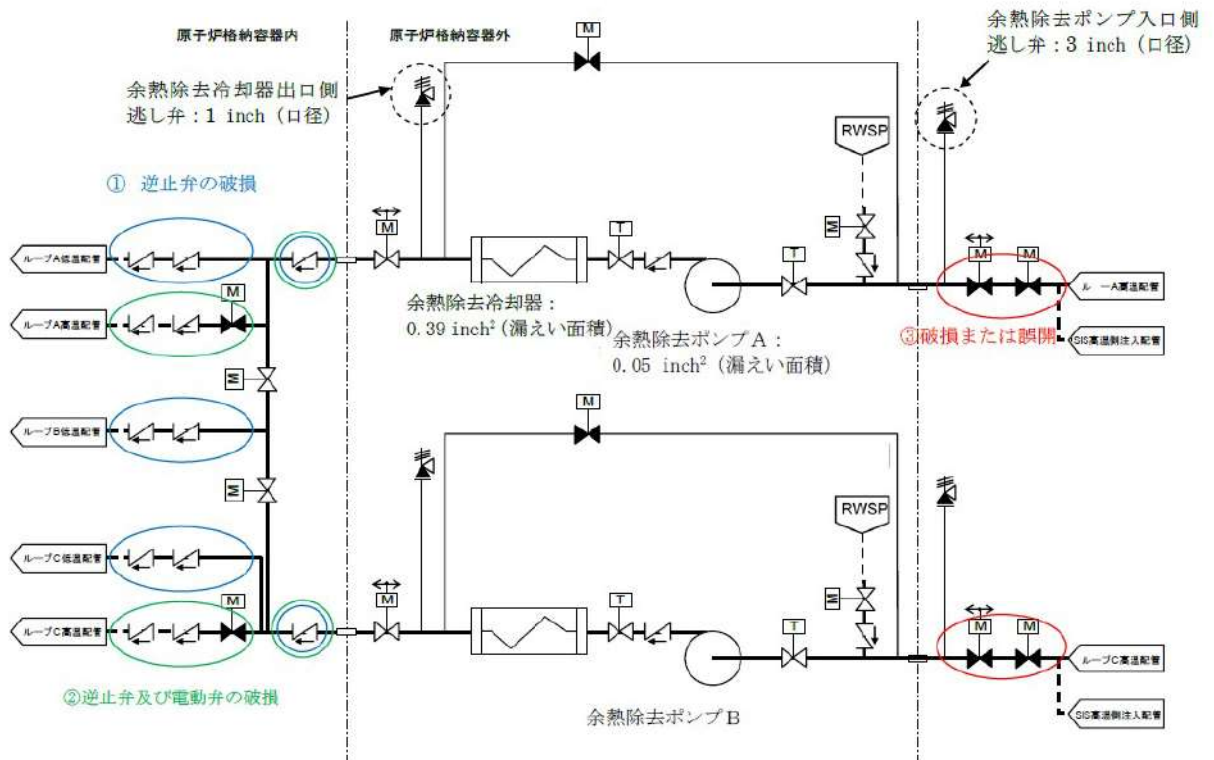 原子炉格納容器内
原子炉格納容器外
余熱除去ポンプ入口側
逃し弁：3 inch（口径）
余熱除去冷却器出口側
逃し弁：1 inch（口径）
M
RWSP
① 逆止弁の破損
M
M
T
T
M
M
ループA低温配管
ル ーA高温配管
M
ループA高温配管
余熱除去冷却器：
0.39 inch²（漏えい面積）
余熱除去ポンプA：
0.05 inch²（漏えい面積）
③破損または誤開
SIS高温側注入配管
M
M
ループB低温配管
M
RWSP
ループC低温配管
M
M
M
T
T
M
M
M
ループC高温配管
ループC高温配管
②逆止弁及び電動弁の破損
余熱除去ポンプB
SIS高温側注入配管